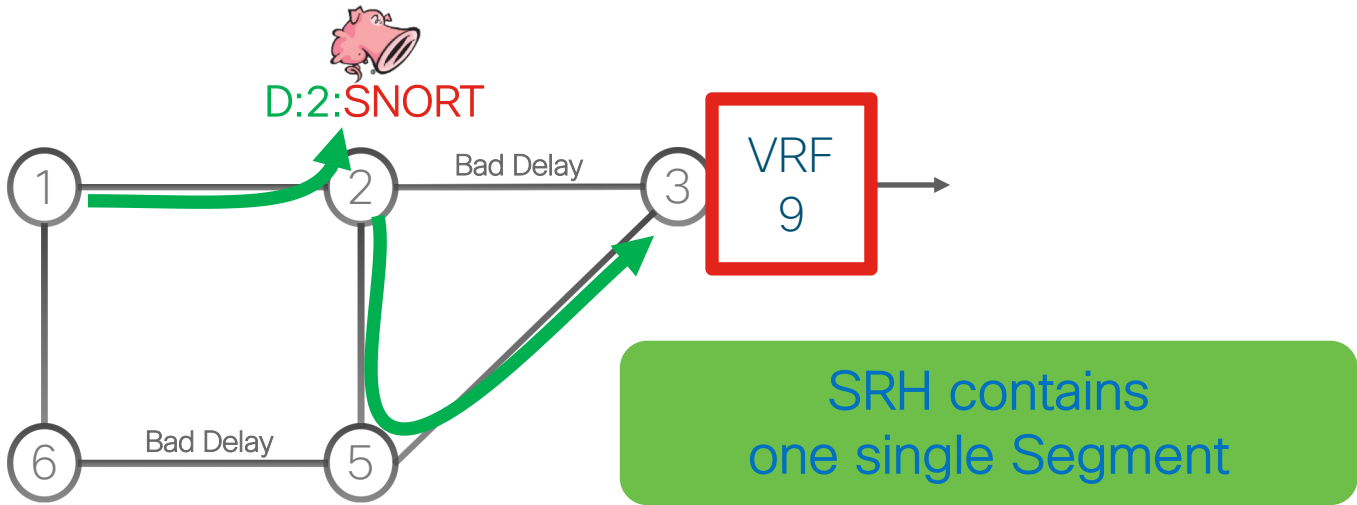 D:2:SNORT
1
2
Bad Delay
3
VRF
9
6
Bad Delay
5
SRH contains
one single Segment